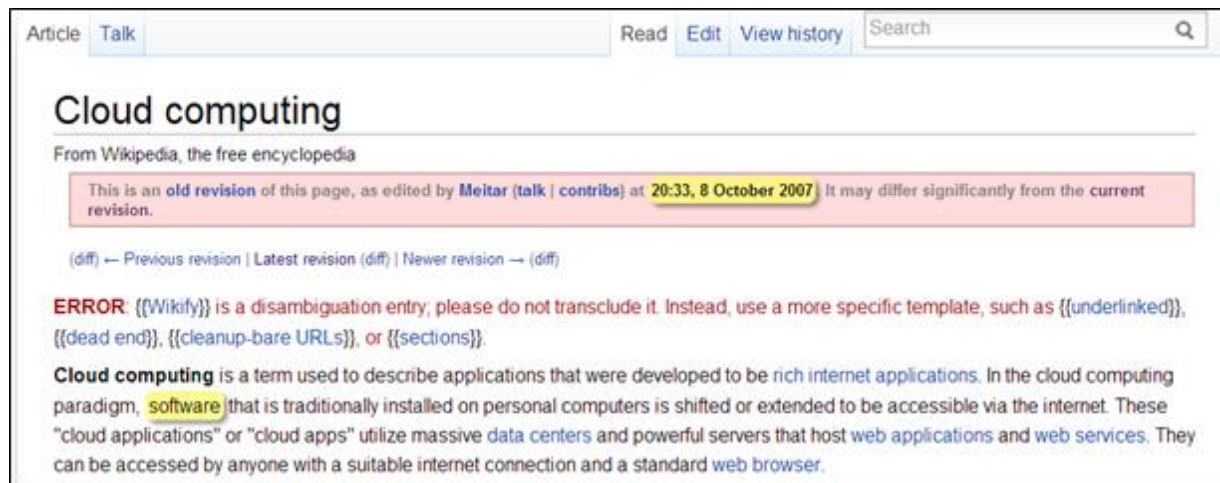 Article Talk Read Edit View history Search
Cloud computing
From Wikipedia, the free encyclopedia
This is an old revision of this page, as edited by Meitar (talk | contribs) at 20:33, 8 October 2007. It may differ significantly from the current
revision.
(diff) ← Previous revision | Latest revision (diff) | Newer revision → (diff)
ERROR: {{Wikify}} is a disambiguation entry; please do not transclude it. Instead, use a more specific template, such as {{underlinked}},
{{dead end}}, {{cleanup-bare URLs}}, or {{sections}}.
Cloud computing is a term used to describe applications that were developed to be rich internet applications. In the cloud computing
paradigm, software that is traditionally installed on personal computers is shifted or extended to be accessible via the internet. These
"cloud applications" or "cloud apps" utilize massive data centers and powerful servers that host web applications and web services. They
can be accessed by anyone with a suitable internet connection and a standard web browser.